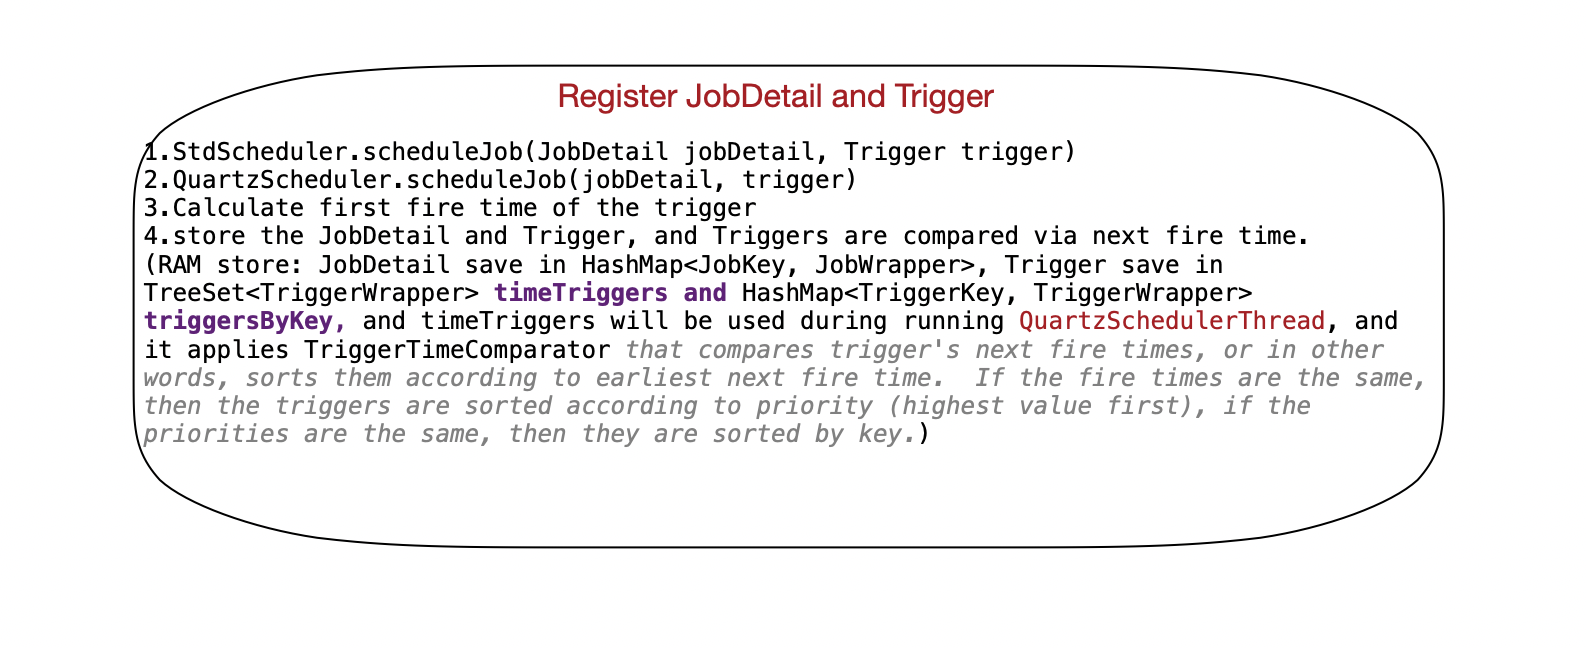 Register JobDetail and Trigger
1.StdScheduler.scheduleJob(JobDetail jobDetail, Trigger trigger)
2.QuartzScheduler.scheduleJob(jobDetail, trigger)
3.Calculate first fire time of the trigger
4.store the JobDetail and Trigger, and Triggers are compared via next fire time.
(RAM store: JobDetail save in HashMap<JobKey, JobWrapper>, Trigger save in
TreeSet<TriggerWrapper> timeTriggers and HashMap<TriggerKey, TriggerWrapper>
triggersByKey, and timeTriggers will be used during running QuartzSchedulerThread, and
it applies TriggerTimeComparator that compares trigger's next fire times, or in other
words, sorts them according to earliest next fire time.  If the fire times are the same,
then the triggers are sorted according to priority (highest value first), if the
priorities are the same, then they are sorted by key.)